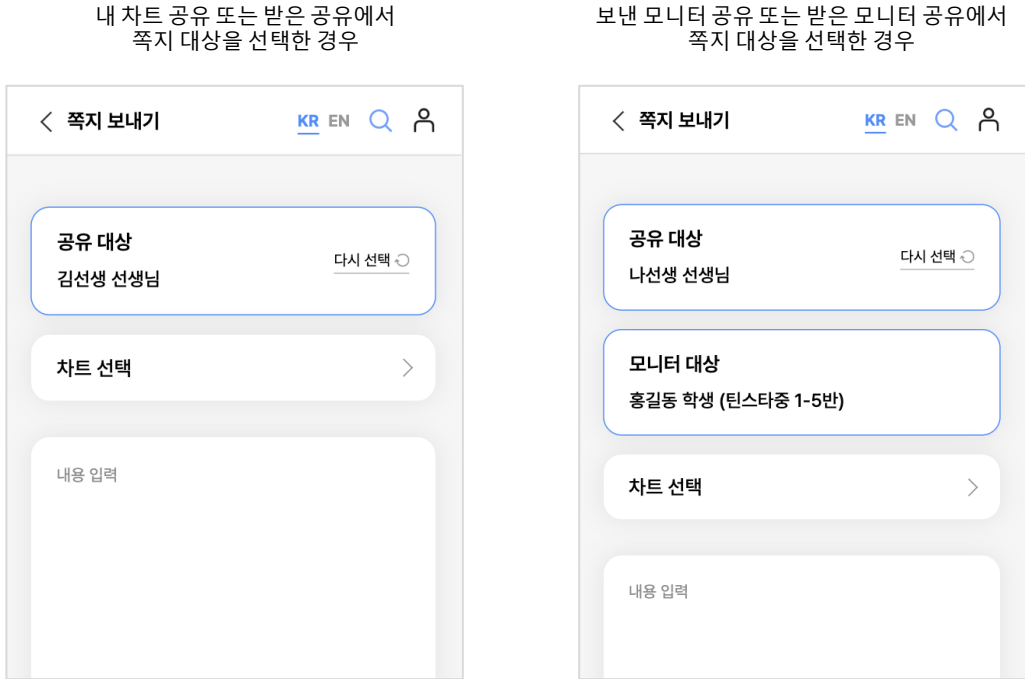 내 차트 공유 또는 받은 공유에서
쪽지 대상을 선택한 경우
쪽지 보내기
KR EN
공유 대상
김선생 선생님
다시 선택
차트 선택
내용 입력
보낸 모니터 공유 또는 받은 모니터 공유에서
쪽지 대상을 선택한 경우
쪽지 보내기
KR EN
공유 대상
나선생 선생님
다시 선택
모니터 대상
홍길동 학생 (틴스타중 1-5반)
차트 선택
내용 입력